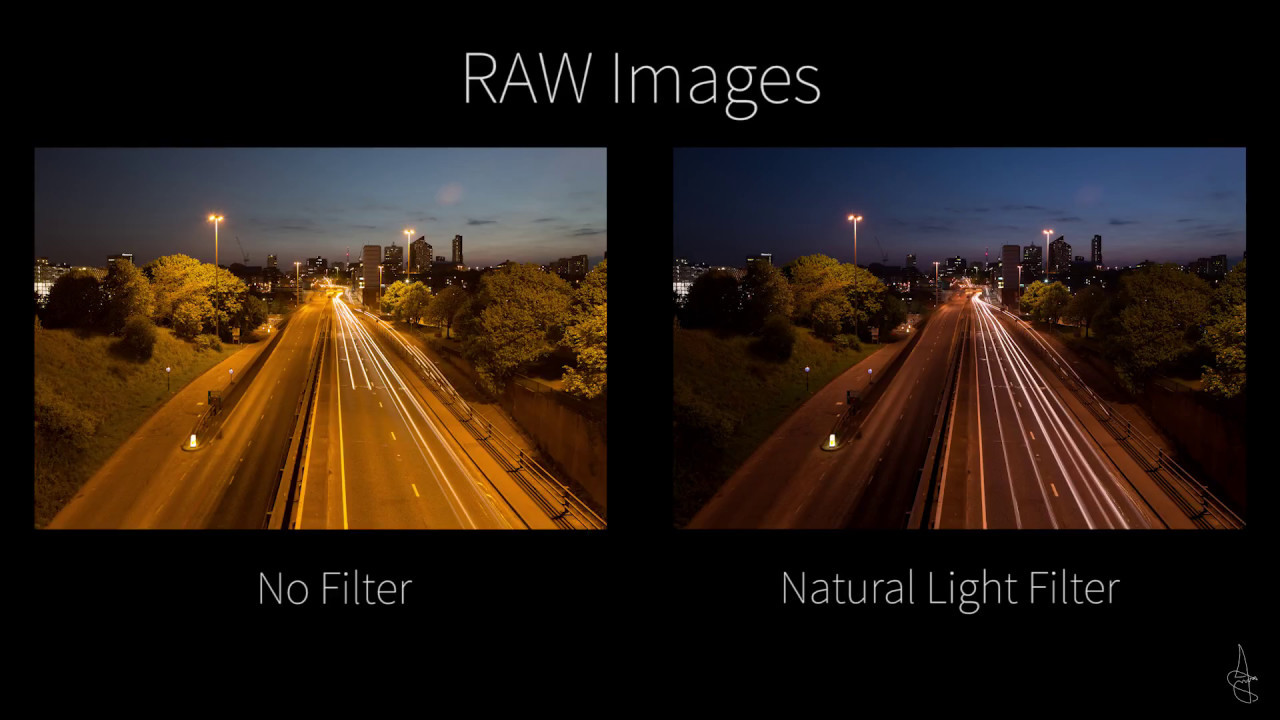 RAW Images
No Filter
Natural Light Filter